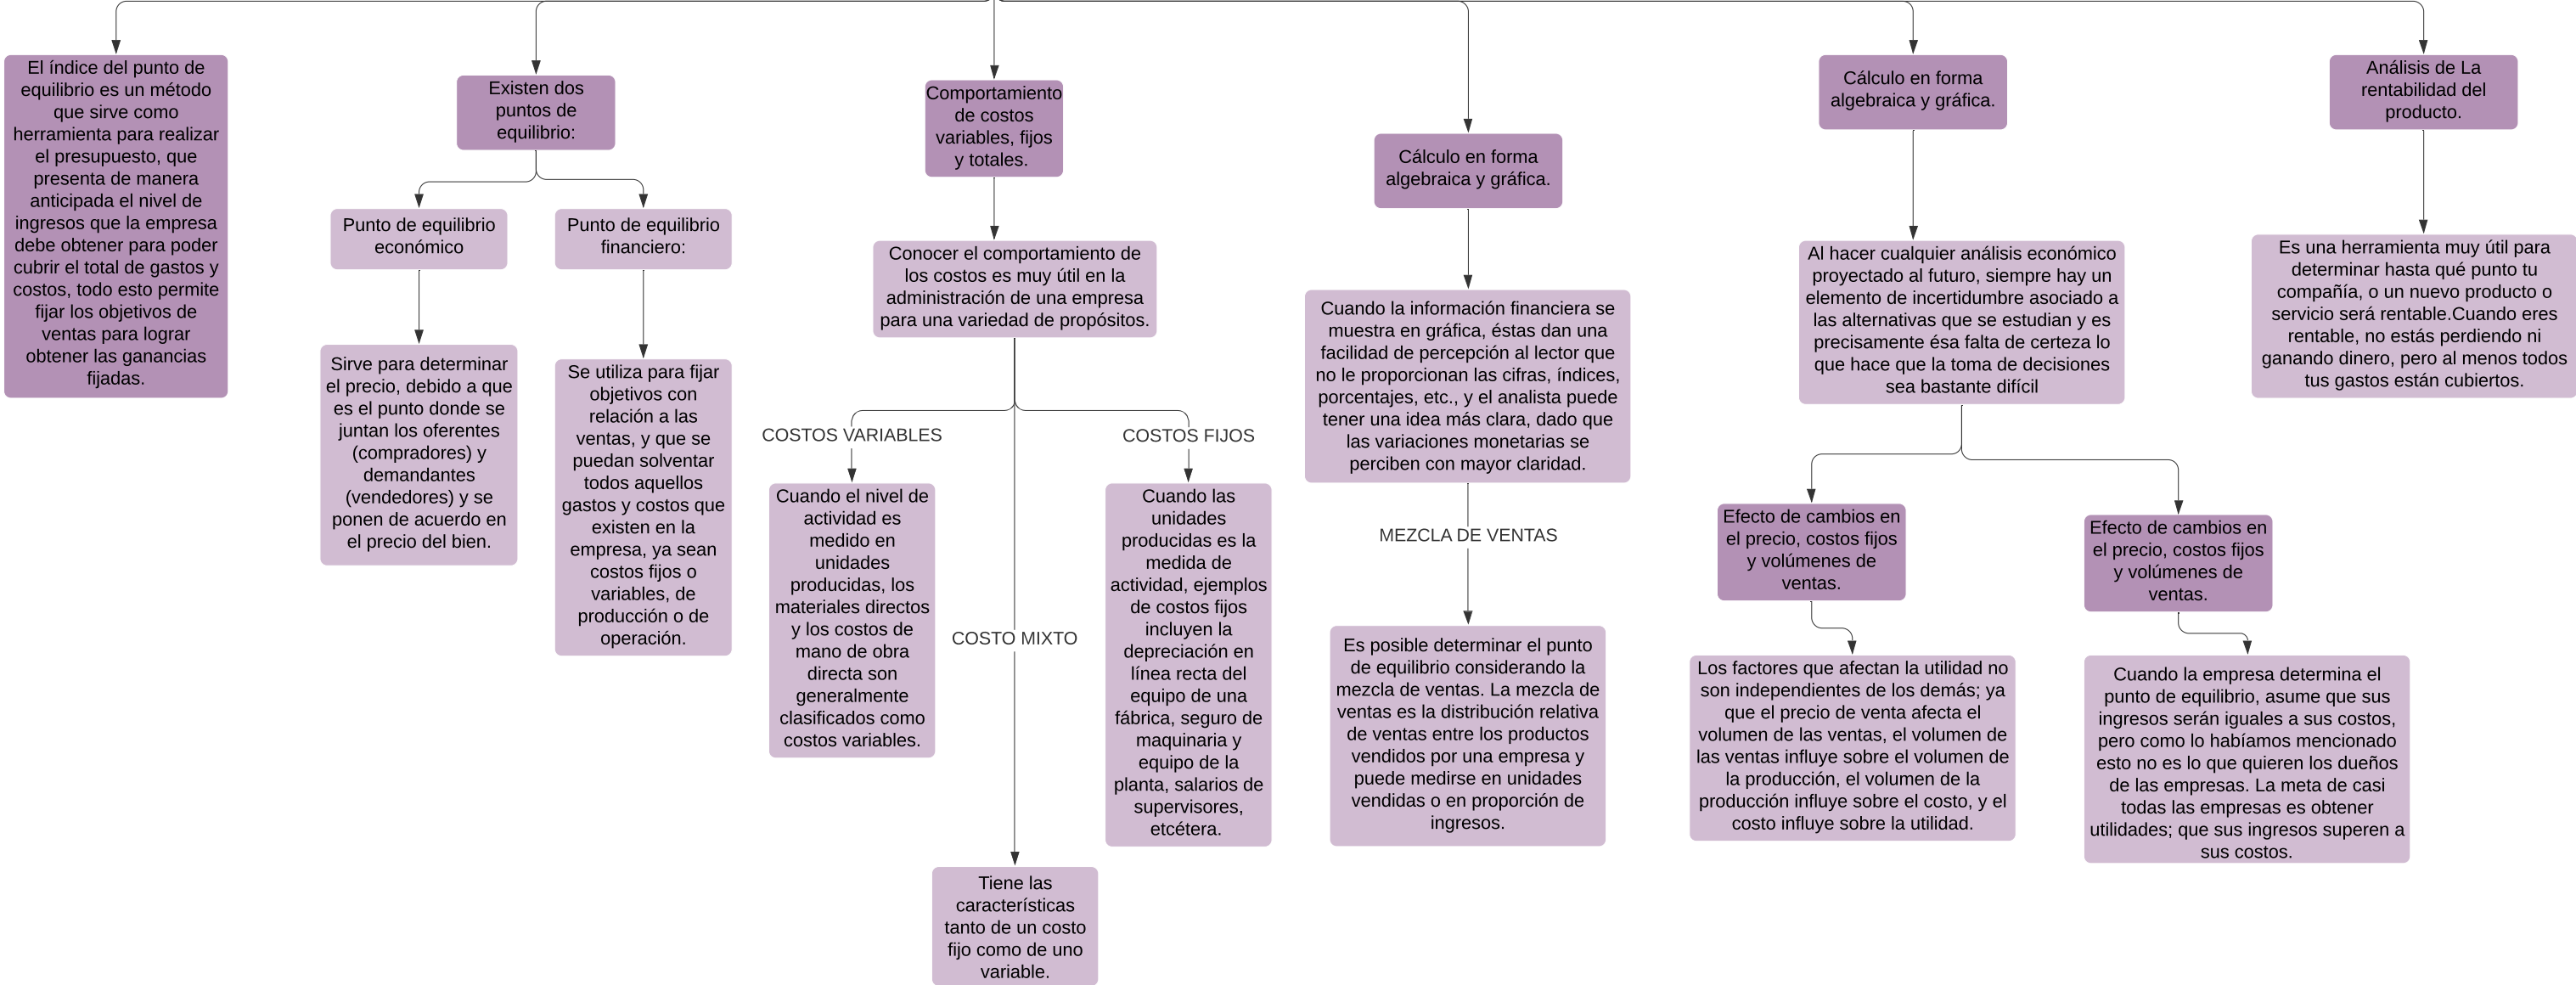 El índice del punto de
equilibrio es un método
que sirve como
herramienta para realizar
el presupuesto, que
presenta de manera
anticipada el nivel de
ingresos que la empresa
debe obtener para poder
cubrir el total de gastos y
costos, todo esto permite
fijar los objetivos de
ventas para lograr
obtener las ganancias
fijadas.
Existen dos
puntos de
equilibrio:
Punto de equilibrio
económico
Sirve para determinar
el precio, debido a que
es el punto donde se
juntan los oferentes
(compradores) y
demandantes
(vendedores) y se
ponen de acuerdo en
el precio del bien.
Punto de equilibrio
financiero:
Se utiliza para fijar
objetivos con
relación a las
ventas, y que se
puedan solventar
todos aquellos
gastos y costos que
existen en la
empresa, ya sean
costos fijos o
variables, de
producción o de
operación.
Comportamiento
de costos
variables, fijos
y totales.
Conocer el comportamiento de
los costos es muy útil en la
administración de una empresa
para una variedad de propósitos.
COSTOS VARIABLES
Cuando el nivel de
actividad es
medido en
unidades
producidas, los
materiales directos
y los costos de
mano de obra
directa son
generalmente
clasificados como
costos variables.
COSTO MIXTO
Tiene las
características
tanto de un costo
fijo como de uno
variable.
COSTOS FIJOS
Cuando las
unidades
producidas es la
medida de
actividad, ejemplos
de costos fijos
incluyen la
depreciación en
línea recta del
equipo de una
fábrica, seguro de
maquinaria y
equipo de la
planta, salarios de
supervisores,
etcétera.
Cálculo en forma
algebraica y gráfica.
Cuando la información financiera se
muestra en gráfica, éstas dan una
facilidad de percepción al lector que
no le proporcionan las cifras, índices,
porcentajes, etc., y el analista puede
tener una idea más clara, dado que
las variaciones monetarias se
perciben con mayor claridad.
MEZCLA DE VENTAS
Es posible determinar el punto
de equilibrio considerando la
mezcla de ventas. La mezcla de
ventas es la distribución relativa
de ventas entre los productos
vendidos por una empresa y
puede medirse en unidades
vendidas o en proporción de
ingresos.
Cálculo en forma
algebraica y gráfica.
Al hacer cualquier análisis económico
proyectado al futuro, siempre hay un
elemento de incertidumbre asociado a
las alternativas que se estudian y es
precisamente ésa falta de certeza lo
que hace que la toma de decisiones
sea bastante difícil
Efecto de cambios en
el precio, costos fijos
y volúmenes de
ventas.
Los factores que afectan la utilidad no
son independientes de los demás; ya
que el precio de venta afecta el
volumen de las ventas, el volumen de
las ventas influye sobre el volumen de
la producción, el volumen de la
producción influye sobre el costo, y el
costo influye sobre la utilidad.
Efecto de cambios en
el precio, costos fijos
y volúmenes de
ventas.
Cuando la empresa determina el
punto de equilibrio, asume que sus
ingresos serán iguales a sus costos,
pero como lo habíamos mencionado
esto no es lo que quieren los dueños
de las empresas. La meta de casi
todas las empresas es obtener
utilidades; que sus ingresos superen a
sus costos.
Análisis de La
rentabilidad del
producto.
Es una herramienta muy útil para
determinar hasta qué punto tu
compañía, o un nuevo producto o
servicio será rentable.Cuando eres
rentable, no estás perdiendo ni
ganando dinero, pero al menos todos
tus gastos están cubiertos.